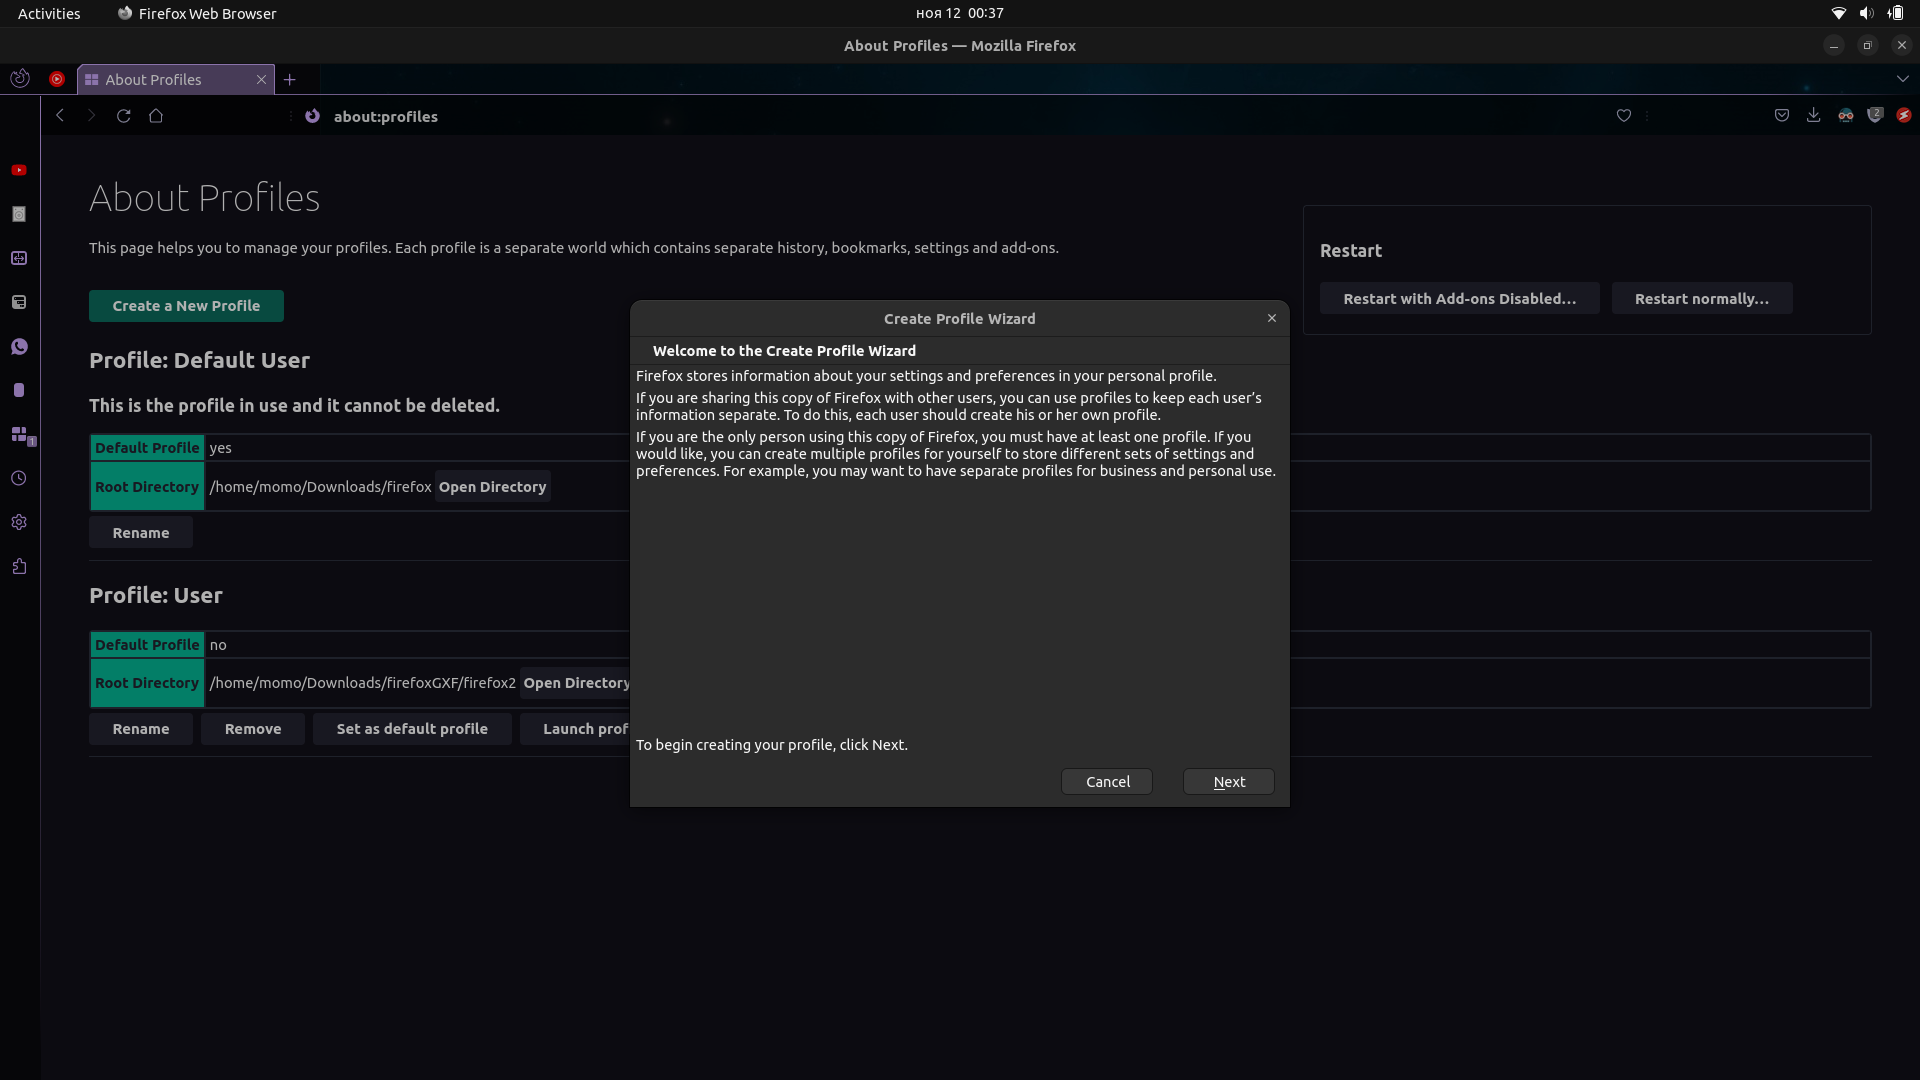 Activities
Firefox Web Browser
ноя 12 00:37
About Profiles — Mozilla Firefox
About Profiles
about:profiles
2
About Profiles
This page helps you to manage your profiles. Each profile is a separate world which contains separate history, bookmarks, settings and add-ons.
Restart
Restart with Add-ons Disabled…
Restart normally…
Create a New Profile
Profile: Default User
This is the profile in use and it cannot be deleted.
Default Profile yes
1
Root Directory /home/momo/Downloads/firefox Open Directory
Rename
Profile: User
Default Profile no
Root Directory /home/momo/Downloads/firefoxGXF/firefox2 Open Directory
Rename
Remove
Set as default profile
Launch prof
Create Profile Wizard
Welcome to the Create Profile Wizard
Firefox stores information about your settings and preferences in your personal profile.
If you are sharing this copy of Firefox with other users, you can use profiles to keep each user’s
information separate. To do this, each user should create his or her own profile.
If you are the only person using this copy of Firefox, you must have at least one profile. If you
would like, you can create multiple profiles for yourself to store different sets of settings and
preferences. For example, you may want to have separate profiles for business and personal use.
To begin creating your profile, click Next.
Cancel
Next